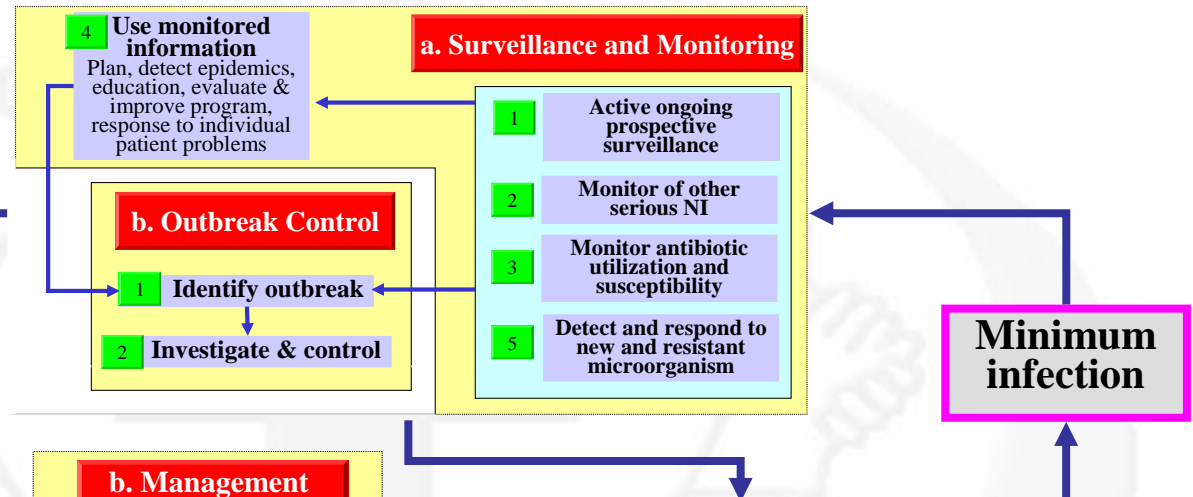 4
Use monitored
information
Plan, detect epidemics,
education, evaluate &
improve program,
response to individual
patient problems
a. Surveillance and Monitoring
1
Active ongoing
prospective
surveillance
2
Monitor of other
serious NI
3
Monitor antibiotic
utilization and
susceptibility
5
Detect and respond to
new and resistant
microorganism
b. Outbreak Control
1
Identify outbreak
2
Investigate & control
Minimum
infection
b. Management